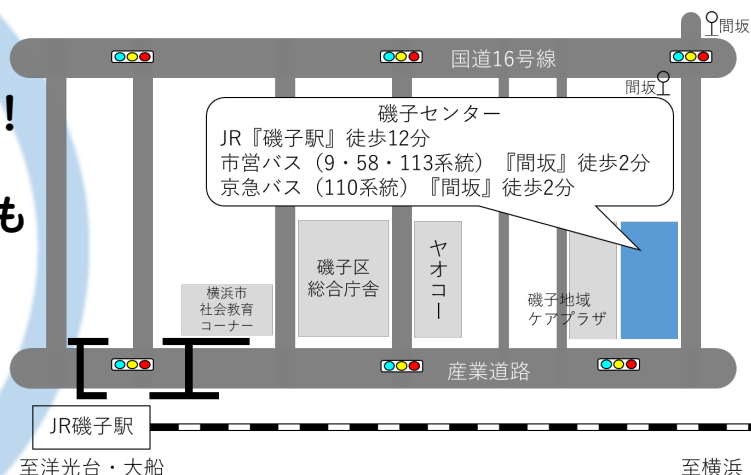 間坂
国道16号線
間坂
！
も
磯子センター
JR『磯子駅』徒歩12分
市営バス（9・58・113系統）『間坂』徒歩2分
京急バス（110系統）『間坂』徒歩2分
横浜市
社会教育
コーナー
磯子区
総合庁舎
ヤオコー
磯子地域
ケアプラザ
産業道路
JR磯子駅
至洋光台・大船
至横浜